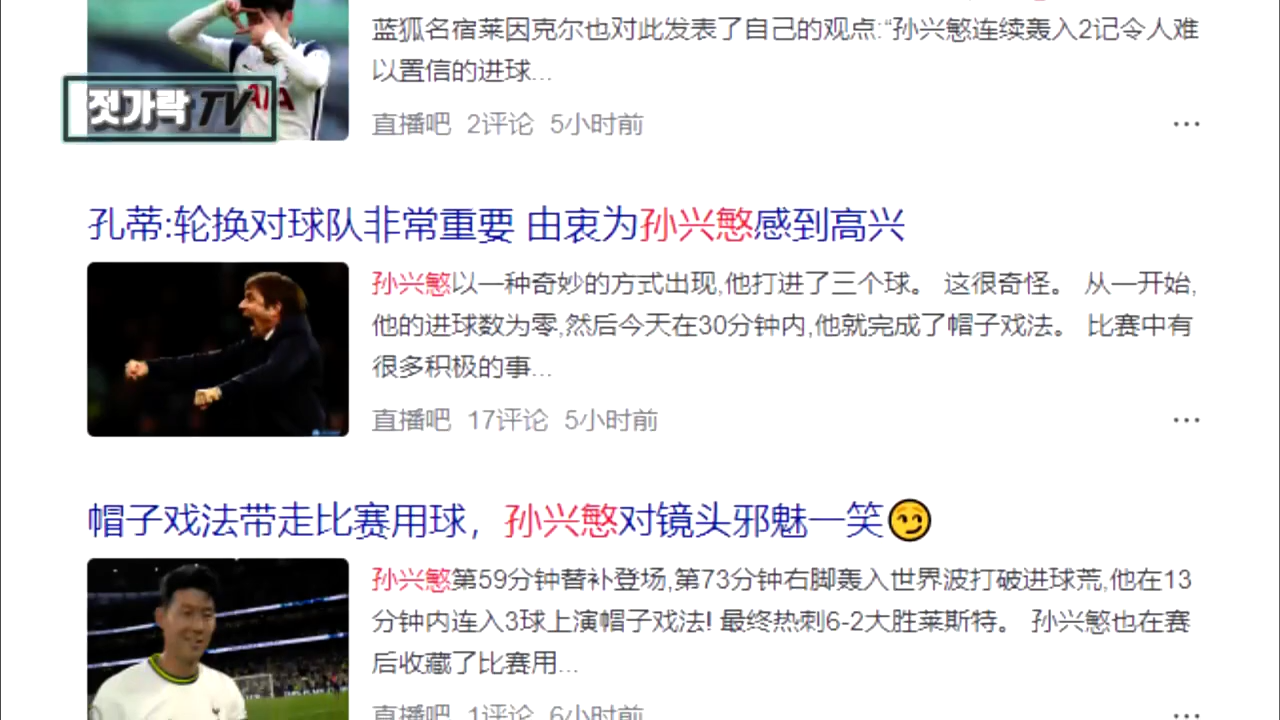 蓝狐名宿莱因克尔也对此发表了自己的观点:“孙兴慜连续轰入2记令人难
以置信的进球...
젓가락 TV
AIA
直播吧 2评论 5小时前
孔蒂:轮换对球队非常重要 由衷为孙兴慜感到高兴
孙兴慜以一种奇妙的方式出现,他打进了三个球。 这很奇怪。 从一开始,
他的进球数为零,然后今天在30分钟内,他就完成了帽子戏法。 比赛中有
很多积极的事...
直播吧 17评论 5小时前
帽子戏法带走比赛用球，孙兴慜对镜头邪魅一笑😏
孙兴慜第59分钟替补登场,第73分钟右脚轰入世界波打破进球荒,他在13
分钟内连入3球上演帽子戏法! 最终热刺6-2大胜莱斯特。 孙兴慜也在赛
后收藏了比赛用...
直播吧 1评论 6小时前